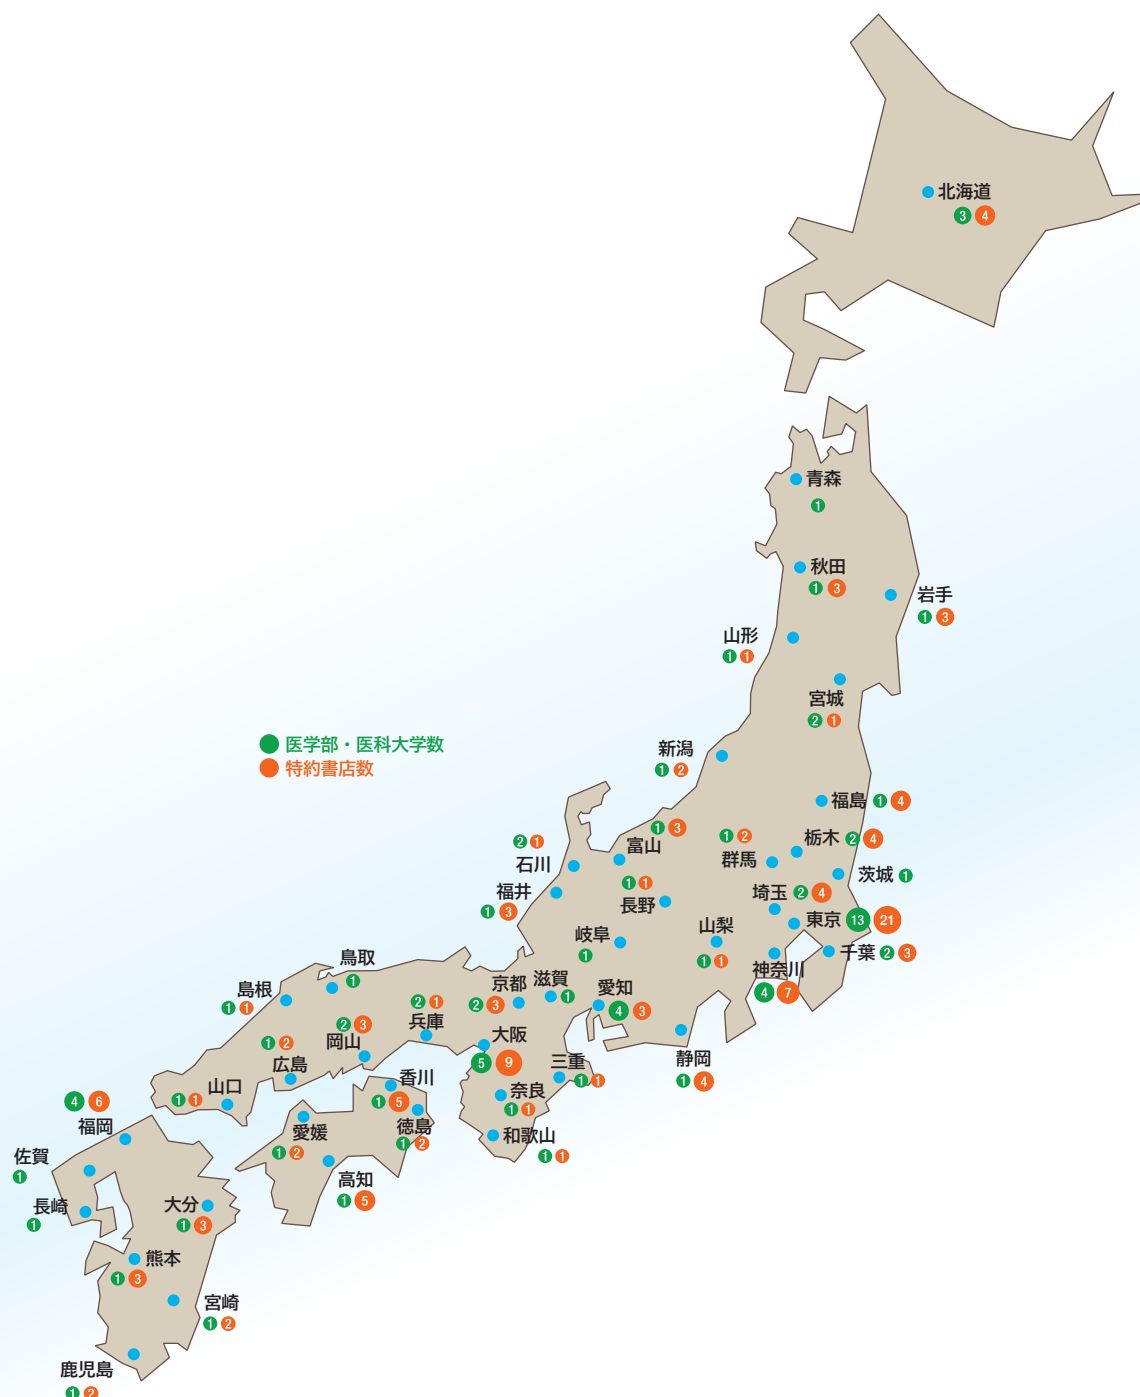 北海道
3 4
青森
1
秋田
1 3
岩手
1 3
山形
1 1
宮城
2 1
医学部・医科大学数
特約書店数
新潟
1 2
福島 1 4
栃木 2 4
群馬
1 2
茨城 1
埼玉 2 4
東京 13 21
千葉 2 3
神奈川
4 7
富山
1 3
石川
2 1
福井
1 3
長野
1 1
山梨
1 1
岐阜
1
静岡
1 4
愛知
4 3
三重
1 1
滋賀 1
京都
2 3
大阪
5 9
兵庫
2 1
奈良
1 1
和歌山
1 1
鳥取
1
島根
1 1
岡山
2 3
広島
1 2
山口
1 1
香川
1 5
徳島
1 2
愛媛
1 2
高知
1 5
福岡
4 6
佐賀
1
長崎
1
大分
1 3
熊本
1 3
宮崎
1 2
鹿児島
1 2